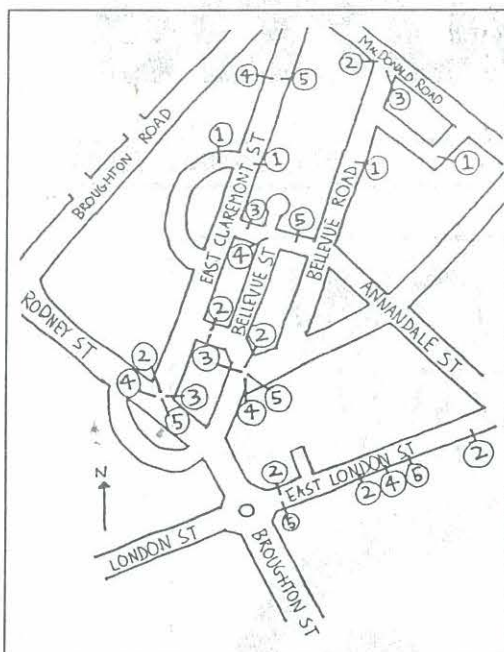 2
MACDONALD ROAD
3
4
5
BROUGHTON ROAD
EAST CLAREMONT ST
1
1
1
1
3
5
4
BELLEVUE ST
BELLEVUE ROAD
ANNANDALE ST
2
RODNEY ST
2
3
2
4
3
5
4
5
N
2
5
EAST LONDON ST
2
4
5
2
LONDON ST
BROUGHTON ST